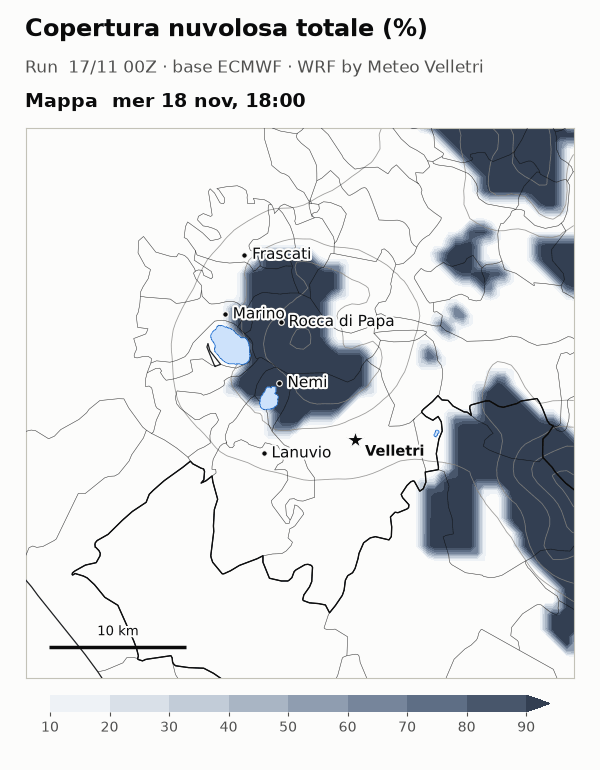 Copertura nuvolosa totale (%)
Run  17/11 00Z · base ECMWF · WRF by Meteo Velletri
Mappa  mer 18 nov, 18:00
Frascati
Marino
Rocca di Papa
Nemi
Velletri
Lanuvio
10 km
10 20 30 40 50 60 70 80 90